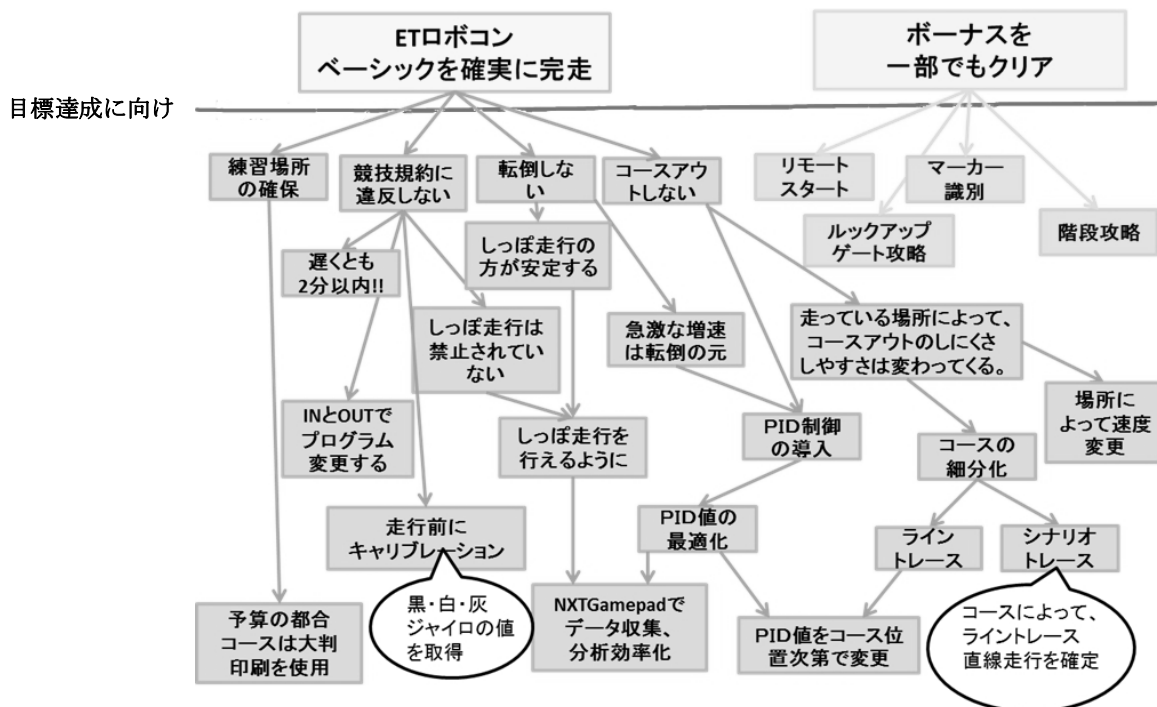 ETロボコン
ベーシックを確実に完走
ボーナスを
一部でもクリア
目標達成に向け
練習場所
の確保
競技規約に
違反しない
転倒しな
い
コースアウ
トしない
リモート
スタート
マーカー
識別
ルックアップ
ゲート攻略
階段攻略
遅くとも
2分以内!!
しっぽ走行の
方が安定する
しっぽ走行は
禁止されてい
ない
急激な増速
は転倒の元
走っている場所によって、
コースアウトのしにくさ
しやすさは変わってくる。
INとOUTで
プログラム
変更する
しっぽ走行を
行えるように
PID制御
の導入
コースの
細分化
場所に
よって速度
変更
走行前に
キャリブレーション
PID値の
最適化
ライン
トレース
シナリオ
トレース
予算の都合
コースは大判
印刷を使用
黒・白・灰
ジャイロの値
を取得
NXTGamepadで
データ収集、
分析効率化
PID値をコース位
置次第で変更
コースによって、
ライントレース
直線走行を確定